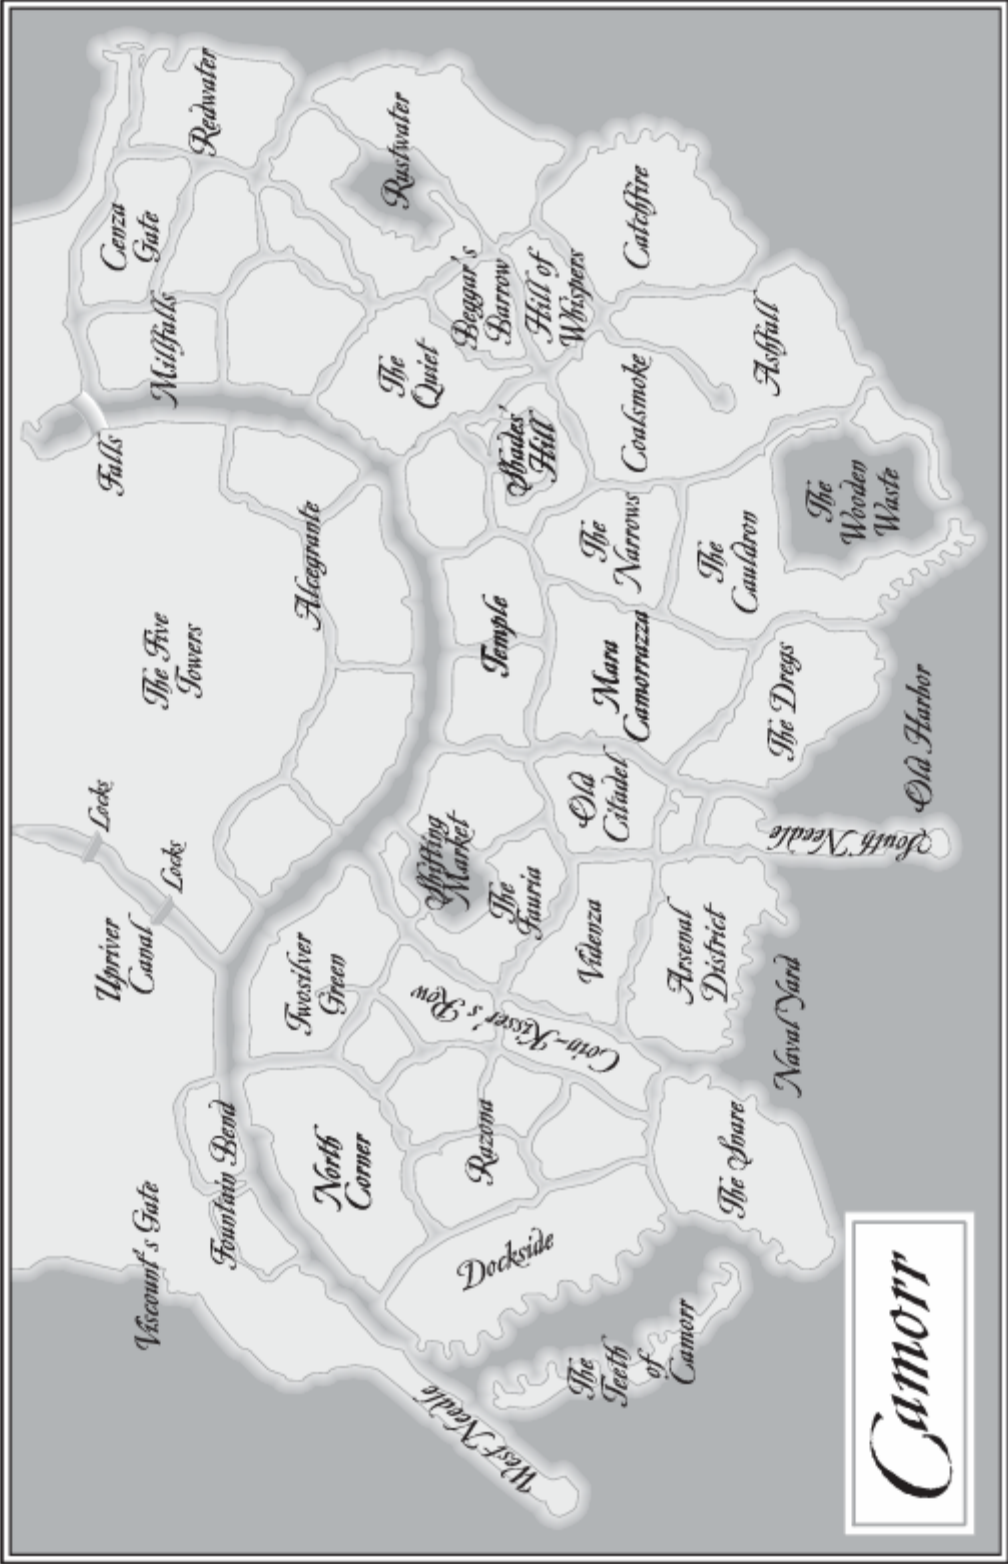 Falls
Locks
Upriver
Canal
Cenza
Gate
Viscount's Gate
The Five
Towers
Locks
Millfalls
Redwater
Fountain Bend
Twosilver
Green
Alcegrante
North
Corner
The
Quiet
Rustwater
Coin-Kisser's Row
Shifting
Market
Beggar's
Barrow
West Needle
Dockside
Razona
The
Fauria
Temple
Shades'
Hill
Hill of
Whispers
The
Teeth
of
Camorr
Videnza
Old
Citadel
Mara
Camorrazza
The
Narrows
Coalsmoke
Catchfire
Arsenal
District
The
Cauldron
The Snare
Ashfall
Naval Yard
South Needle
The Dregs
The
Wooden
Waste
Old Harbor
Camorr